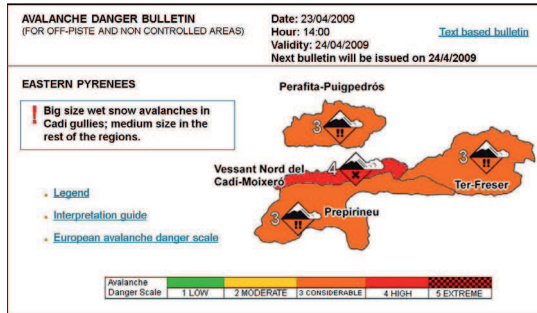 AVALANCHE DANGER BULLETIN
(FOR OFF-PISTE AND NON CONTROLLED AREAS)
Date: 23/04/2009
Hour: 14:00
Validity: 24/04/2009
Next bulletin will be issued on 24/4/2009
Text based bulletin
EASTERN PYRENEES
! Big size wet snow avalanches in
Cadi gullies; medium size in the
rest of the regions.
Legend
Interpretation guide
European avalanche danger scale
Perafita-Puigpedrós
3 !!
Vessant Nord del
Cadí-Moixeró
4
3 !!
Ter-Freser
3 !!
Prepirineu
Avalanche
Danger Scale
1 LOW
2 MODERATE
3 CONSIDERABLE
4 HIGH
5 EXTREME